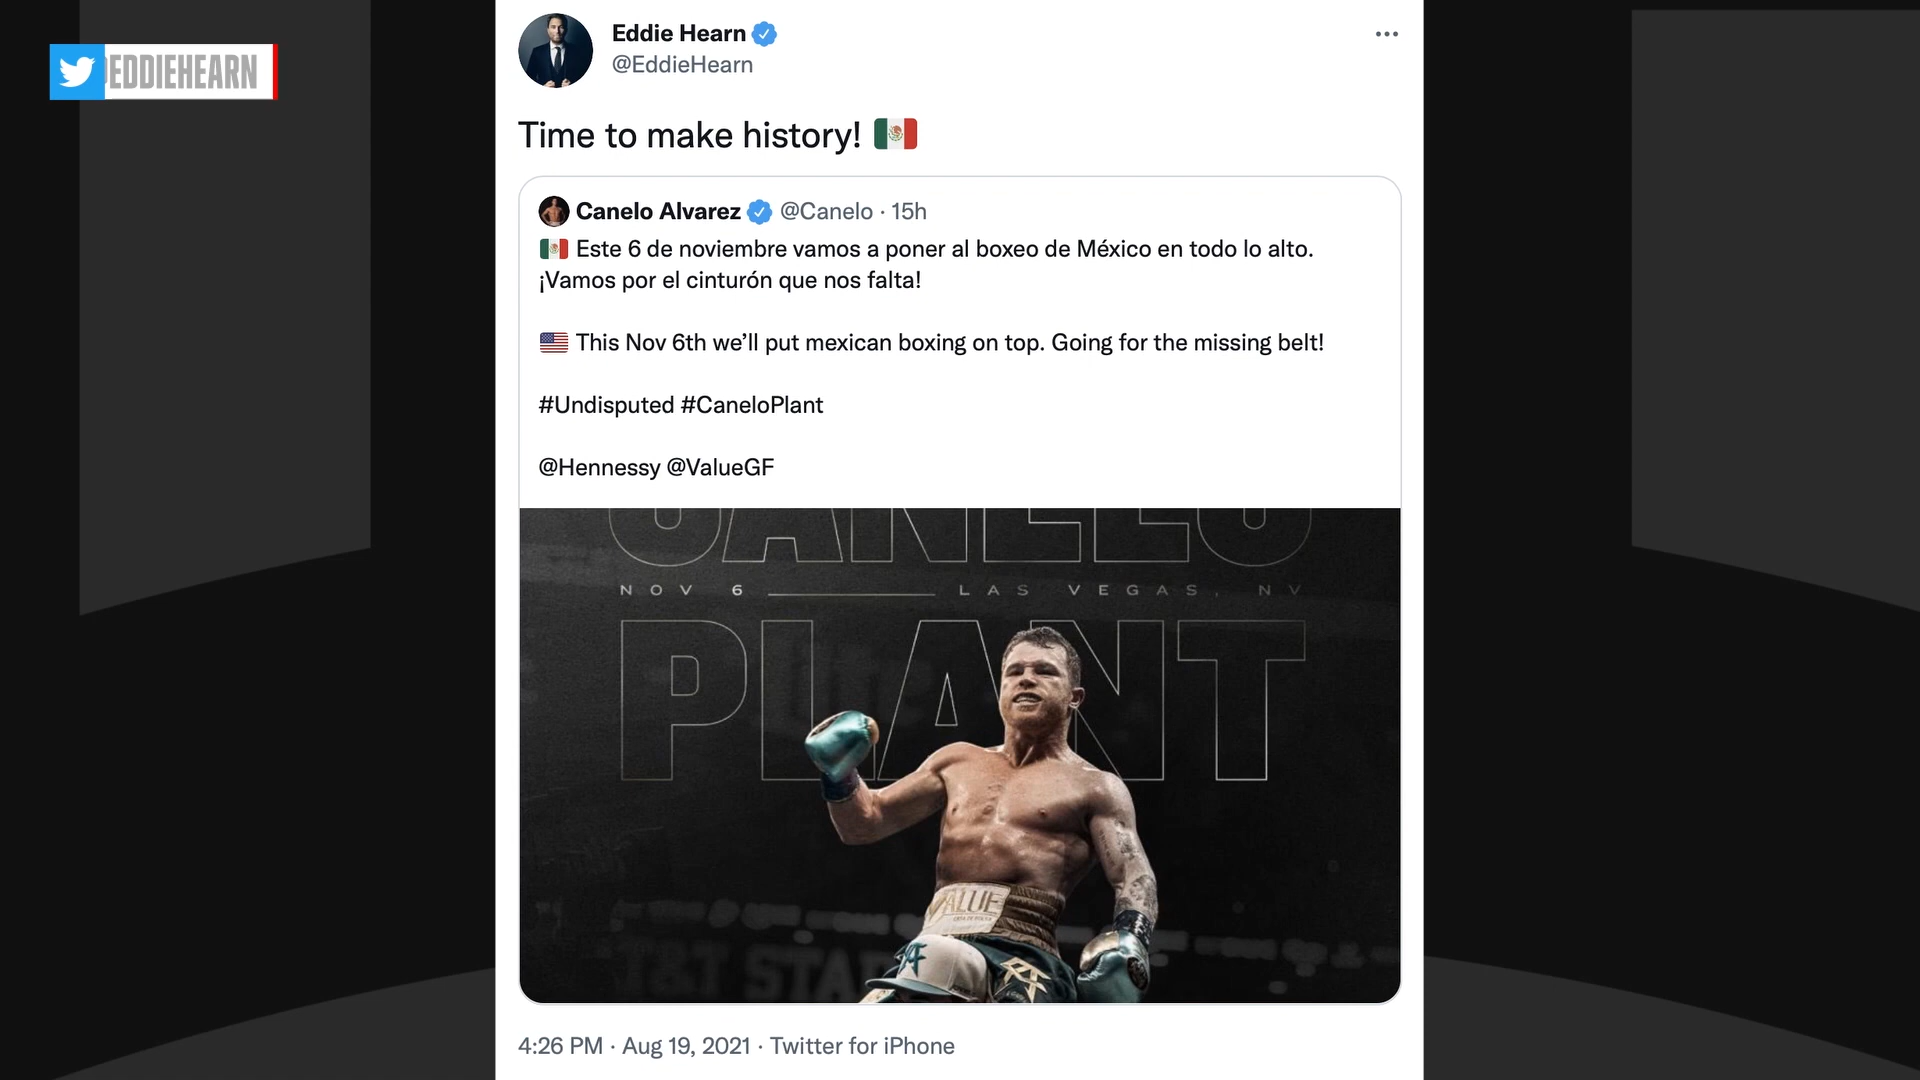 EDDIEHEARN
Eddie Hearn
@EddieHearn
Time to make history! 🇲🇽
Canelo Alvarez @Canelo · 15h
🇲🇽 Este 6 de noviembre vamos a poner al boxeo de México en todo lo alto.
¡Vamos por el cinturón que nos falta!
🇺🇸 This Nov 6th we’ll put mexican boxing on top. Going for the missing belt!
#Undisputed #CaneloPlant
@Hennessy @ValueGF
CANELO
NOV 6 LAS VEGAS, NV
PLANT
VALUE
4:26 PM · Aug 19, 2021 · Twitter for iPhone